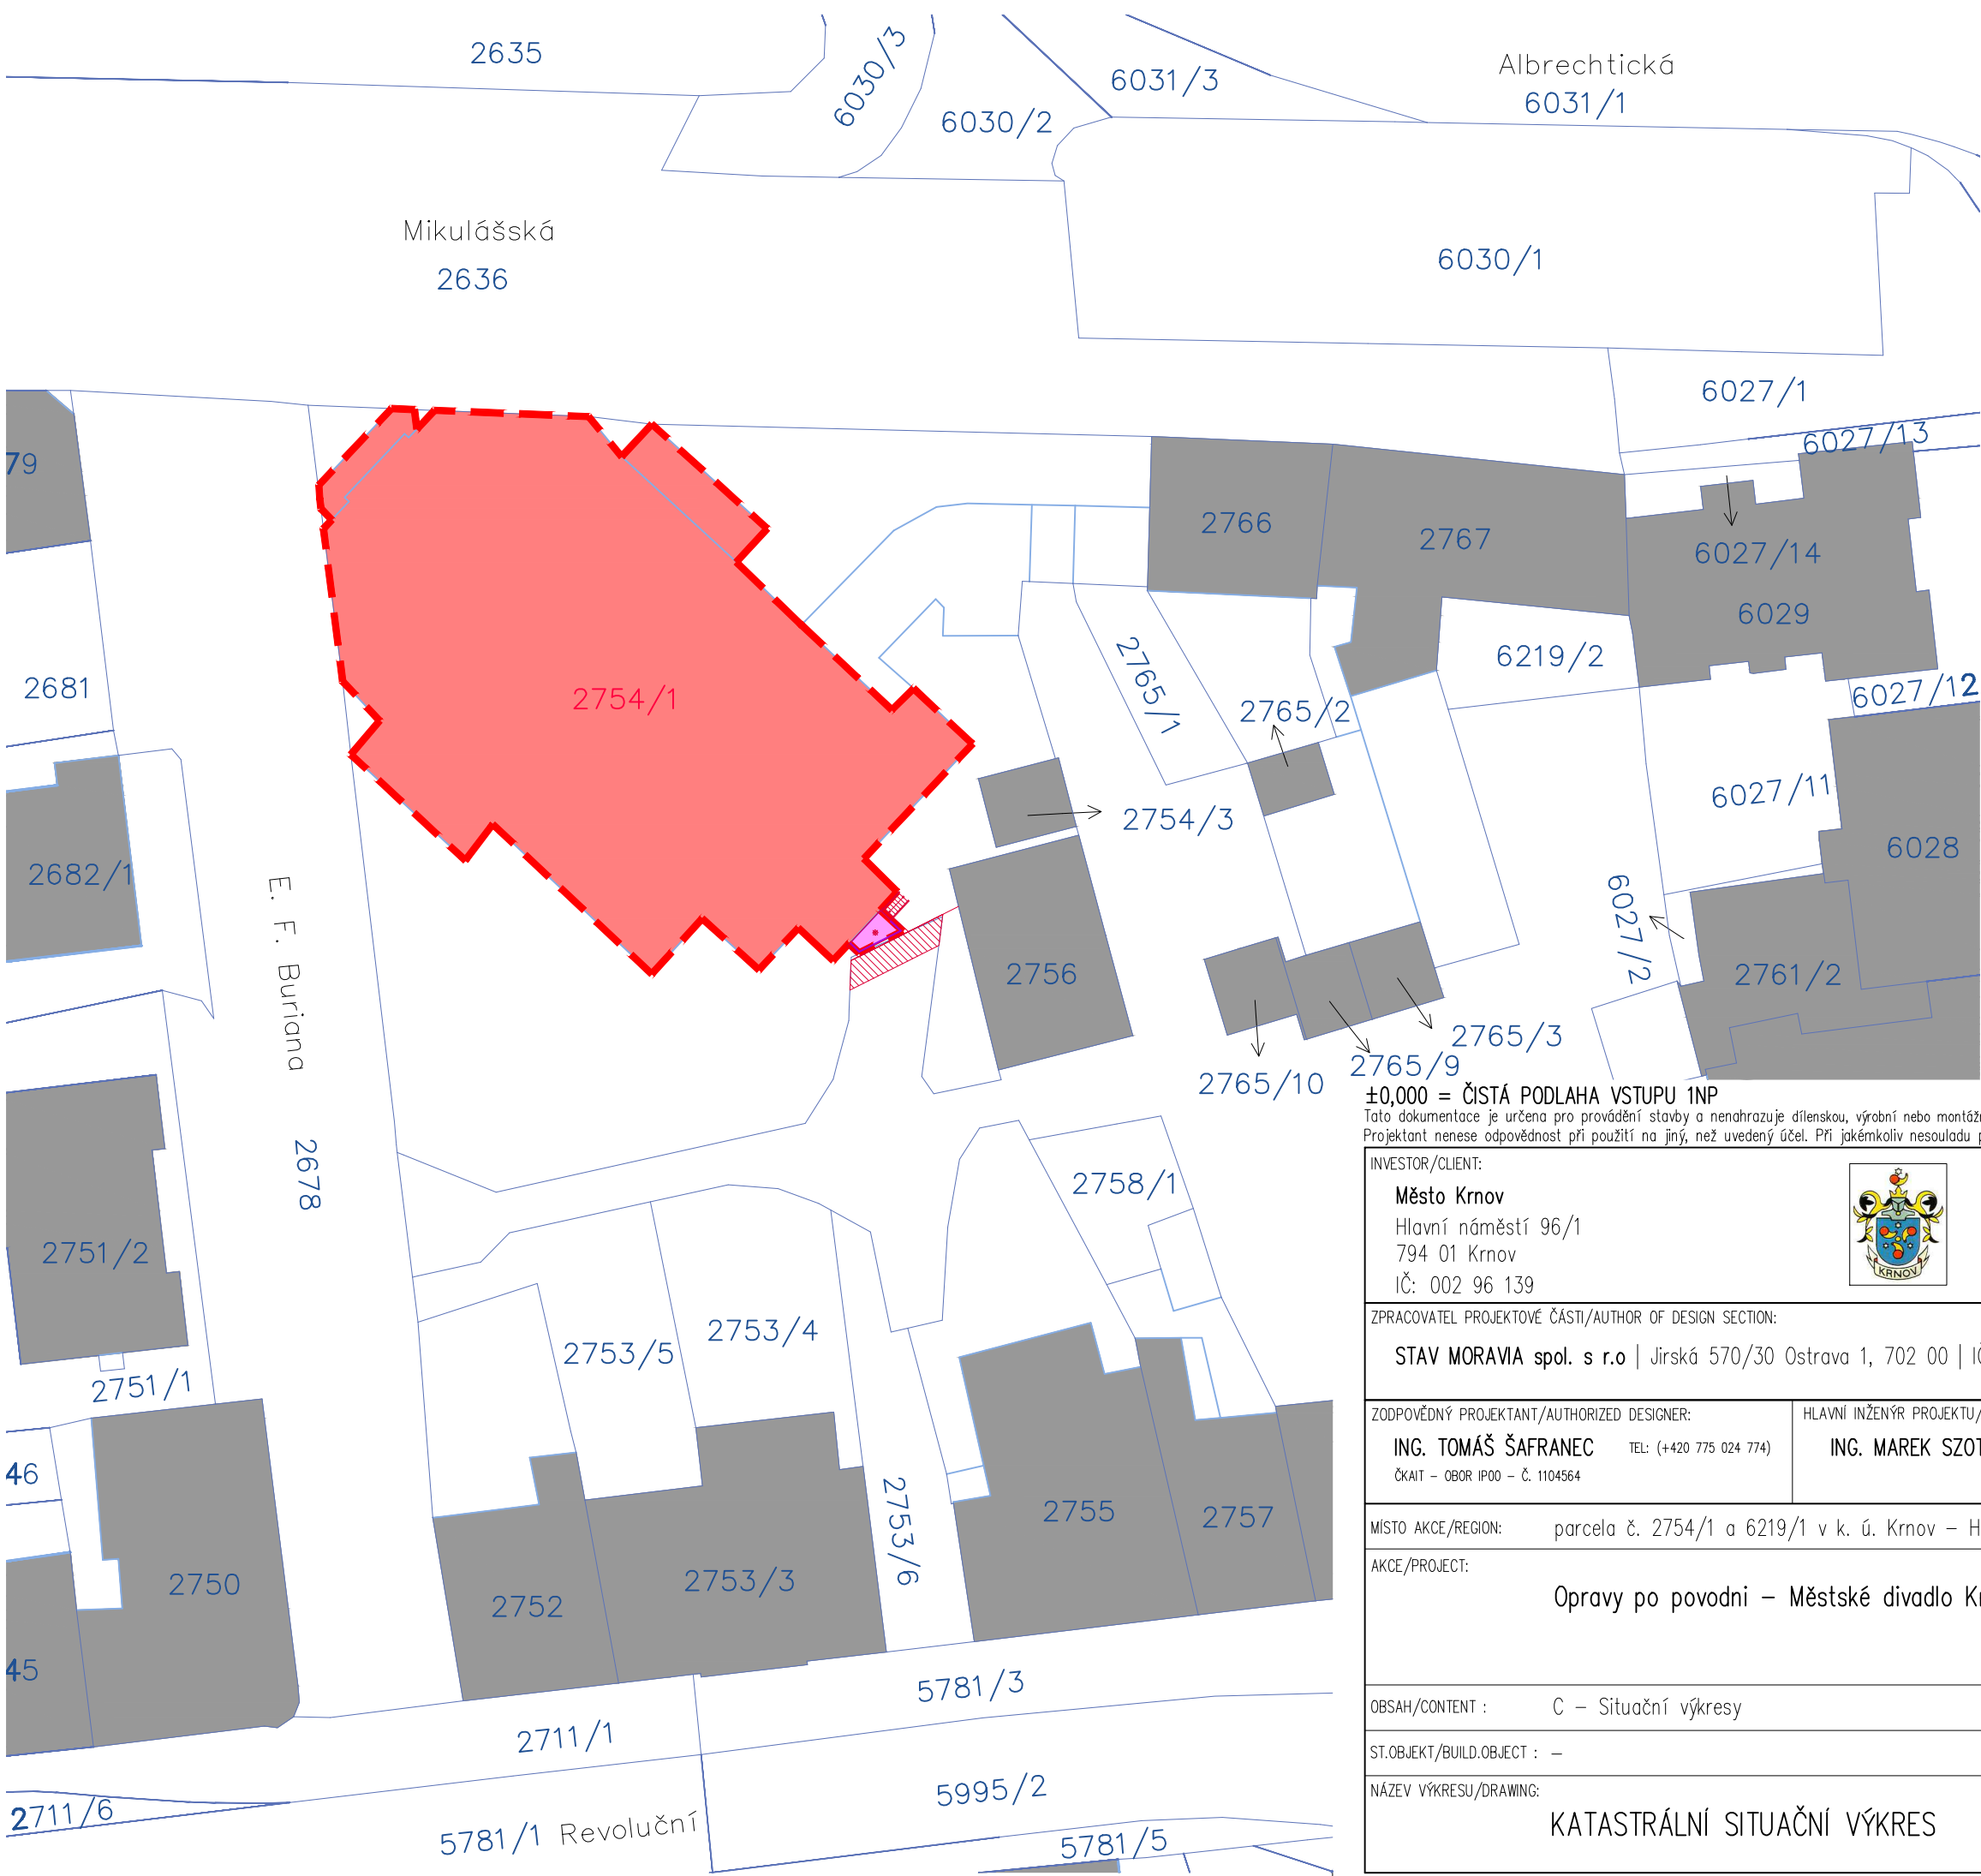 2635
6030/3
6031/3
Albrechtická
6031/1
6030/2
Mikulášská
2636
6030/1
6027/1
6027/13
79
2766
2767
6027/14
6029
2765/1
6219/2
2681
2754/1
2765/2
6027/12
6027/11
2754/3
2682/1
6028
E. F. Buriana
6027/2
2756
2761/2
2765/3
2765/9
2765/10
±0,000 = ČISTÁ PODLAHA VSTUPU 1NP
Tato dokumentace je určena pro provádění stavby a nenahrazuje dílenskou, výrobní nebo montáž
Projektant nenese odpovědnost při použití na jiný, než uvedený účel. Při jakémkoliv nesouladu
2678
2758/1
INVESTOR/CLIENT:
Město Krnov
Hlavní náměstí 96/1
794 01 Krnov
IČ: 002 96 139
KRNOV
2751/2
2753/5
2753/4
2751/1
ZPRACOVATEL PROJEKTOVÉ ČÁSTI/AUTHOR OF DESIGN SECTION:
STAV MORAVIA spol. s r.o | Jirská 570/30 Ostrava 1, 702 00 | IČ
ZODPOVĚDNÝ PROJEKTANT/AUTHORIZED DESIGNER:
ING. TOMÁŠ ŠAFRANEC TEL: (+420 775 024 774)
ČKAIT – OBOR IP00 – Č. 1104564
HLAVNÍ INŽENÝR PROJEKTU/
ING. MAREK SZOT
46
2755
2757
2753/6
2750
2752
2753/3
45
MÍSTO AKCE/REGION: parcela č. 2754/1 a 6219/1 v k. ú. Krnov – H
AKCE/PROJECT:
Opravy po povodni – Městské divadlo Kr
5781/3
2711/1
OBSAH/CONTENT : C – Situační výkresy
ST.OBJEKT/BUILD.OBJECT : –
NÁZEV VÝKRESU/DRAWING:
KATASTRÁLNÍ SITUAČNÍ VÝKRES
5995/2
2711/6
5781/1 Revoluční
5781/5